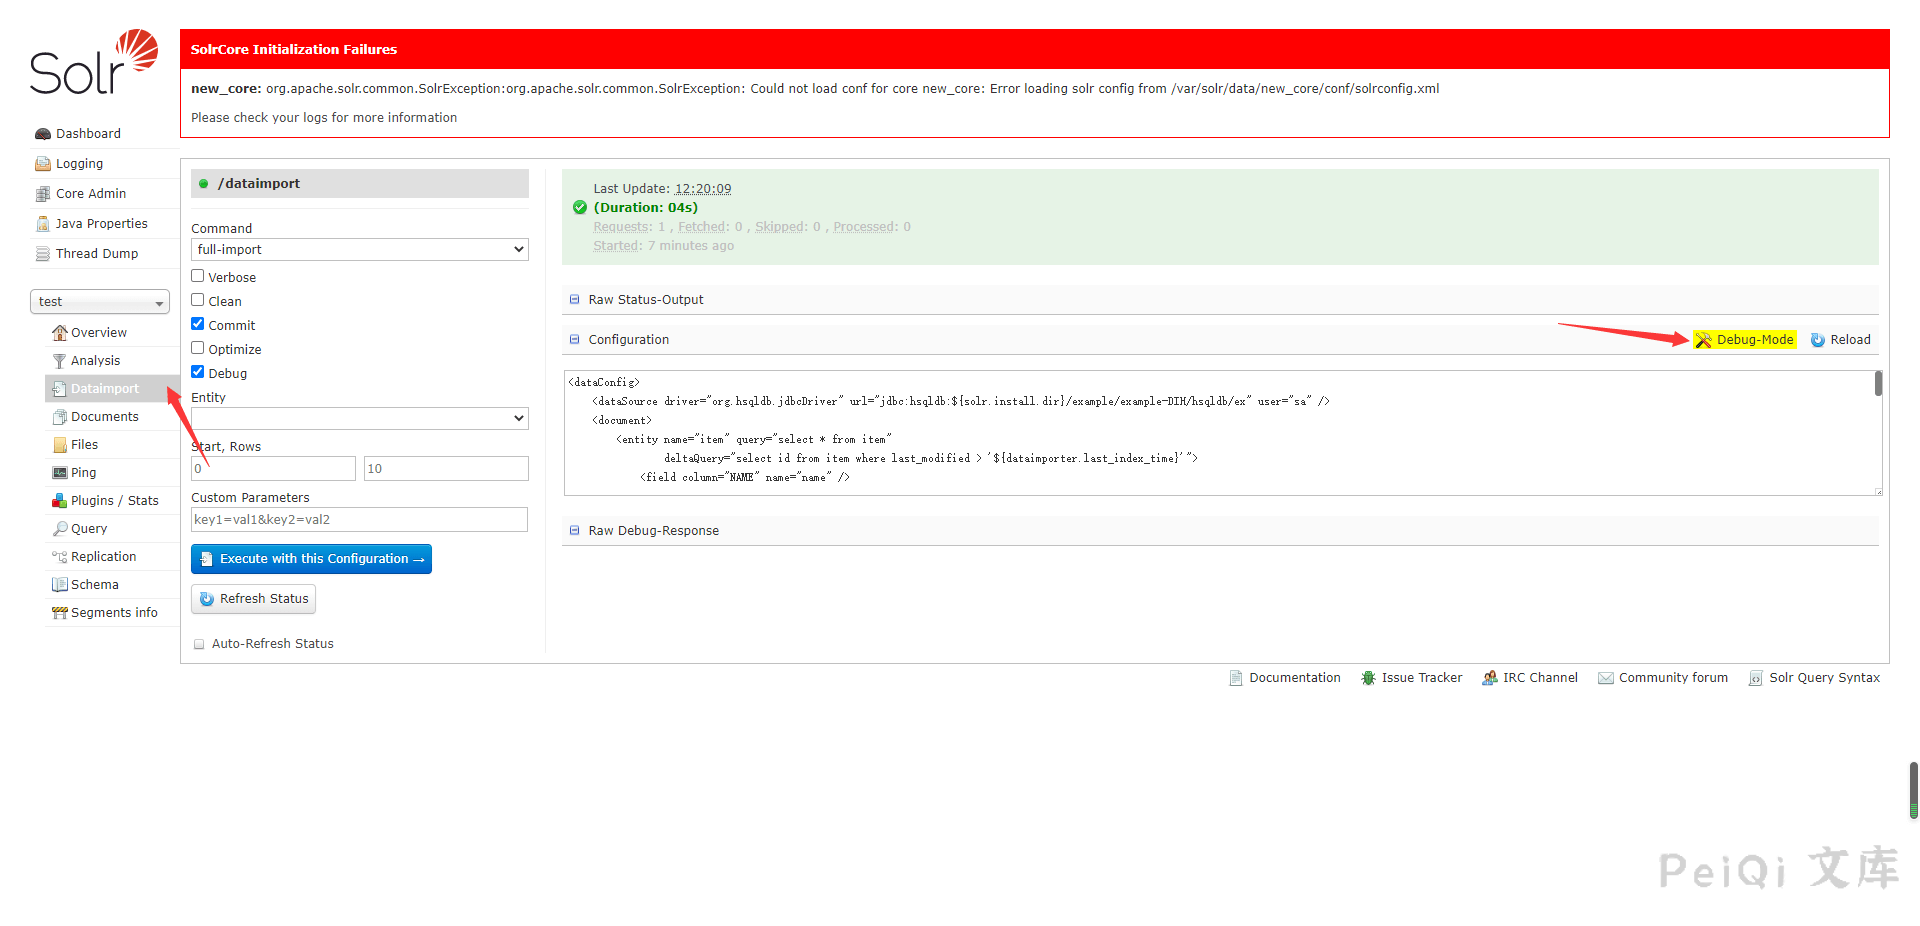 Solr
SolrCore Initialization Failures
new_core: org.apache.solr.common.SolrException:org.apache.solr.common.SolrException: Could not load conf for core new_core: Error loading solr config from /var/solr/data/new_core/conf/solrconfig.xml
Please check your logs for more information
Dashboard
Logging
Core Admin
Java Properties
Thread Dump
test
Overview
Analysis
Dataimport
Documents
Files
Ping
Plugins / Stats
Query
Replication
Schema
Segments info
/dataimport
Command
full-import
Verbose
Clean
Commit
Optimize
Debug
Entity
Start, Rows
0
10
Custom Parameters
key1=val1&key2=val2
Execute with this Configuration →
Refresh Status
Auto-Refresh Status
Last Update: 12:20:09
(Duration: 04s)
Requests: 1 , Fetched: 0 , Skipped: 0 , Processed: 0
Started: 7 minutes ago
Raw Status-Output
Configuration
Debug-Mode
Reload
<dataConfig>
<dataSource driver="org.hsqldb.jdbcDriver" url="jdbc:hsqldb:${solr.install.dir}/example/example-DIH/hsqldb/ex" user="sa" />
<document>
<entity name="item" query="select * from item"
deltaQuery="select id from item where last_modified > '${dataimporter.last_index_time}'">
<field column="NAME" name="name" />
Raw Debug-Response
Documentation
Issue Tracker
IRC Channel
Community forum
Solr Query Syntax
PeiQi 文库